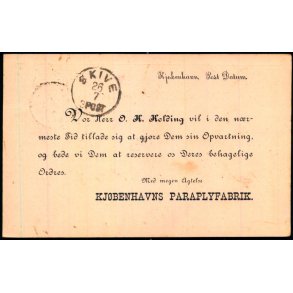 Kjøbenhavn, Post Datum.
SKIVE
26
7
3POST
Vor Herr O. H. Holding vil i den nær-
meste Tid tillade sig at gjøre Dem sin Opvartning,
og bede vi Dem at reservere os Deres behagelige
Ordres.
Med megen Agtelse
KJØBENHAVNS PARAPLYFABRIK.